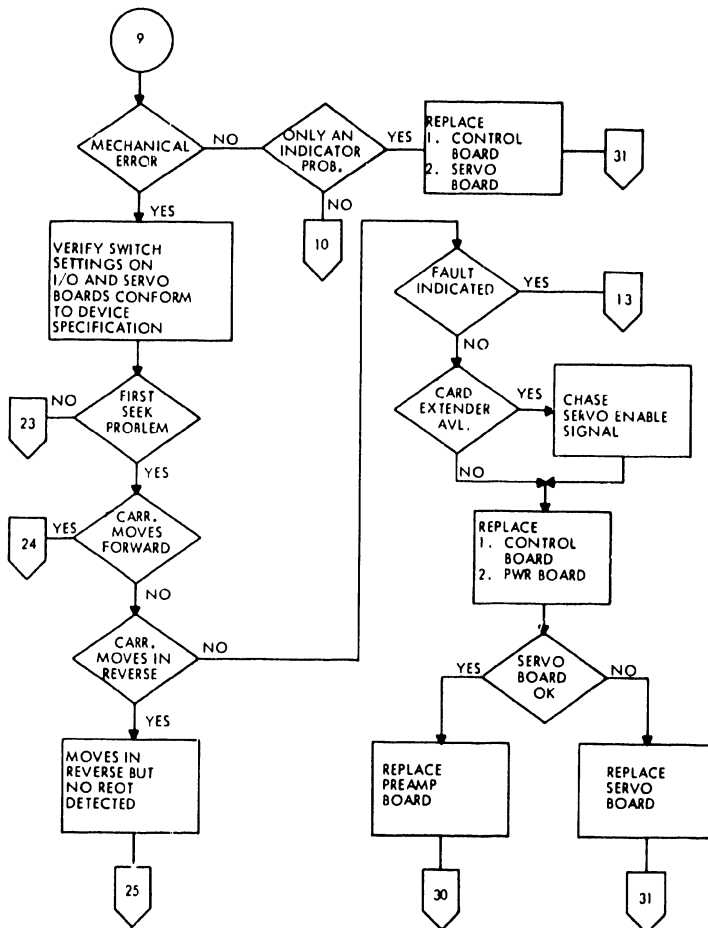 9
MECHANICAL
ERROR
NO
ONLY AN
INDICATOR
PROB.
YES
REPLACE
1. CONTROL
BOARD
2. SERVO
BOARD
31
YES
NO
10
VERIFY SWITCH
SETTINGS ON
I/O AND SERVO
BOARDS CONFORM
TO DEVICE
SPECIFICATION
FAULT
INDICATED
YES
13
NO
FIRST
SEEK
PROBLEM
NO
23
YES
CARD
EXTENDER
AVL.
YES
CHASE
SERVO ENABLE
SIGNAL
NO
CARR.
MOVES
FORWARD
YES
24
NO
REPLACE
1. CONTROL
BOARD
2. PWR BOARD
CARR.
MOVES IN
REVERSE
NO
YES
SERVO
BOARD
OK
YES
NO
MOVES IN
REVERSE BUT
NO REOT
DETECTED
REPLACE
PREAMP
BOARD
REPLACE
SERVO
BOARD
25
30
31